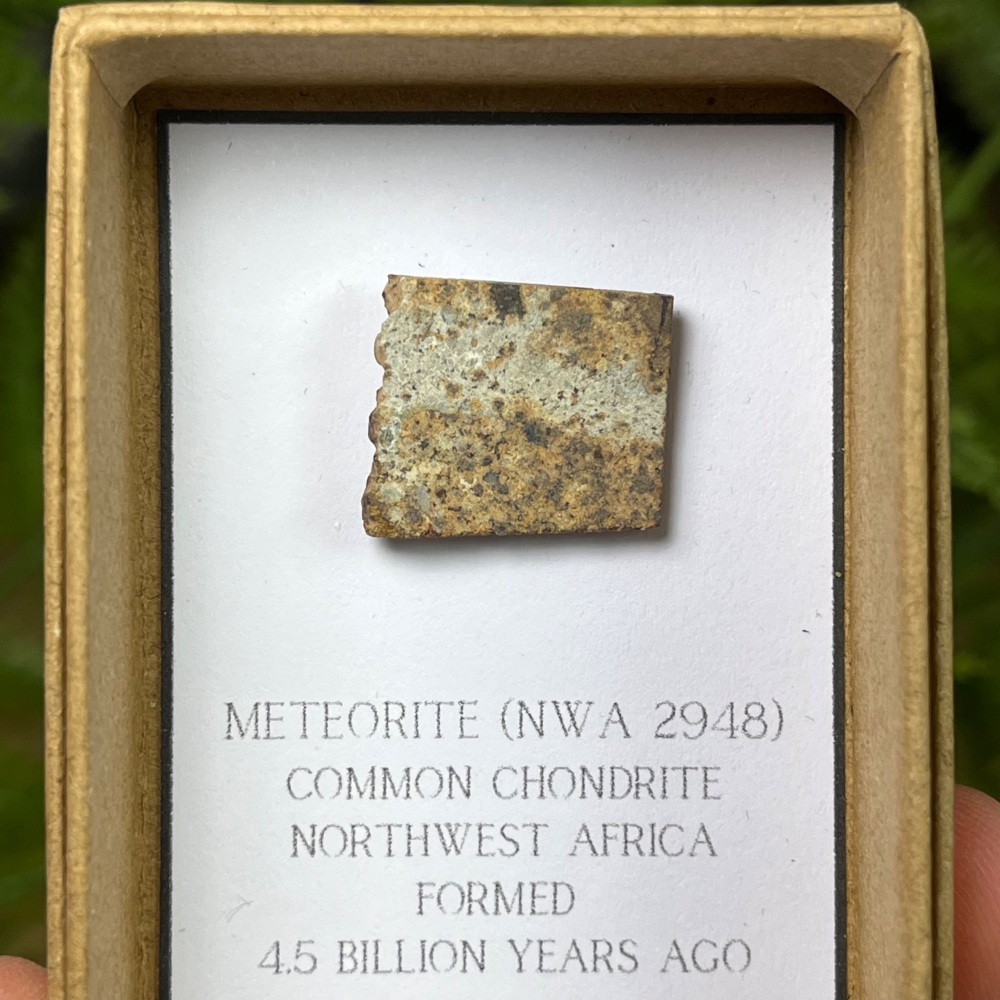 METEORITE (NWA 2948)
COMMON CHONDRITE
NORTHWEST AFRICA
FORMED
4.5 BILLION YEARS AGO